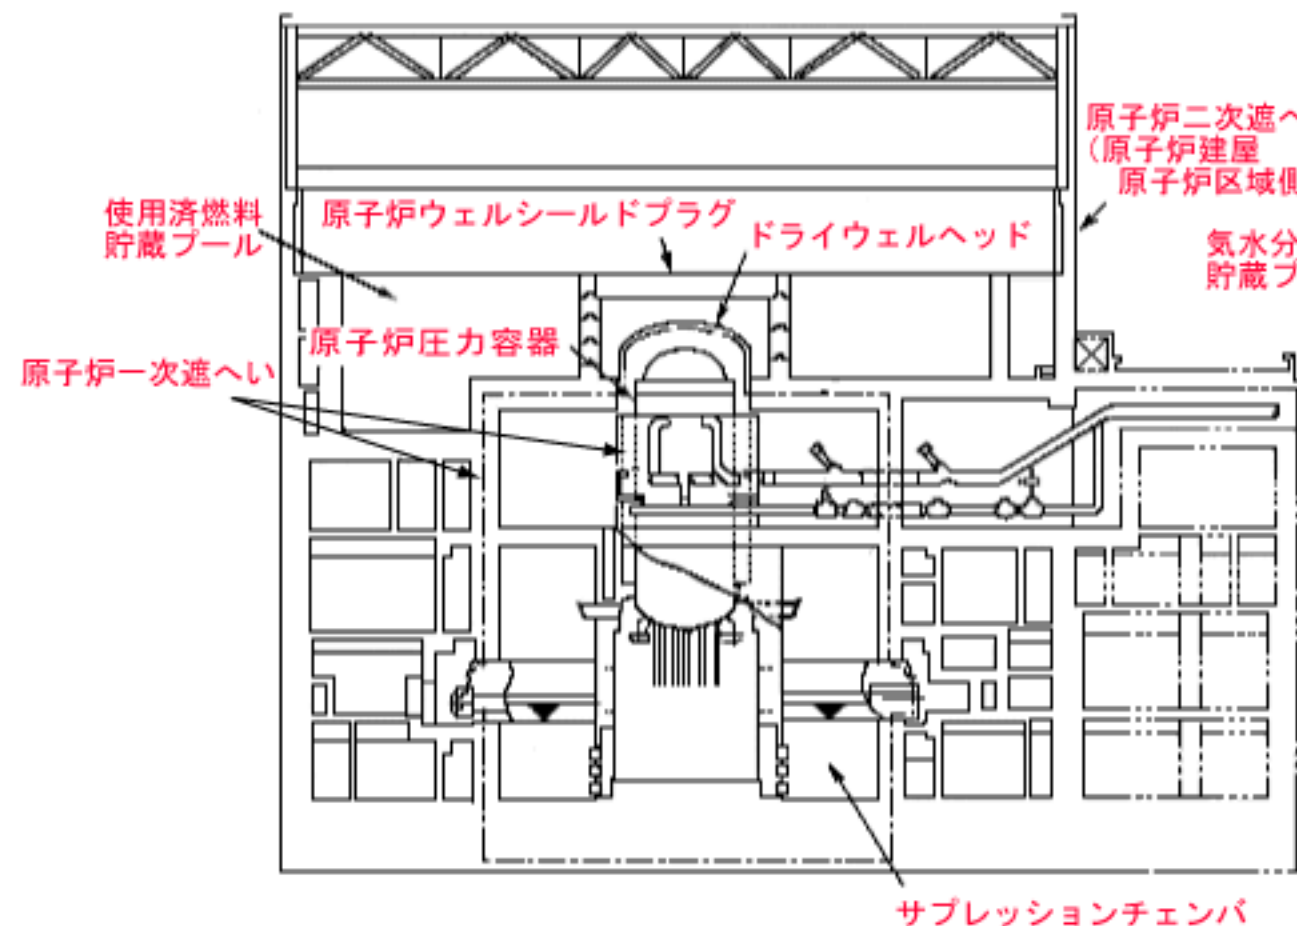 原子炉二次遮へ
(原子炉建屋
原子炉区域側
使用済燃料
貯蔵プール
原子炉ウェルシールドプラグ
ドライウェルヘッド
気水分
貯蔵プ
原子炉圧力容器
原子炉一次遮へい
サプレッションチェンバ